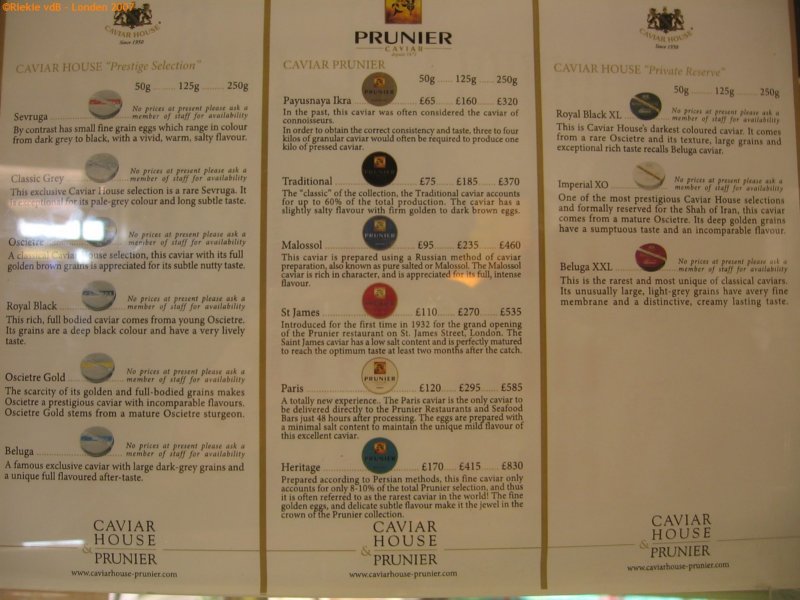 ©Riekie vdB - Londen 2007
CAVIAR HOUSE
Since 1950
CAVIAR HOUSE "Prestige Selection"
50g ...... 125g ...... 250g
Sevruga
No prices at present please ask a
member of staff for availability
By contrast has small fine grain eggs which range in colour
from dark grey to black, with a vivid, warm, salty flavour.
Classic Grey
No prices at present please ask a
member of staff for availability
This exclusive Caviar House selection is a rare Sevruga. It
is exceptional for its pale-grey colour and long subtle taste.
Oscietre
No prices at present please ask a
member of staff for availability
A classical Caviar House selection, this caviar with its full
golden brown grains is appreciated for its subtle nutty taste.
Royal Black
No prices at present please ask a
member of staff for availability
This rich, full bodied caviar comes froma young Oscietre.
Its grains are a deep black colour and have a very lively
taste.
Oscietre Gold
No prices at present please ask a
member of staff for availability
The scarcity of its golden and full-bodied grains makes
Oscietre a prestigious caviar with incomparable flavours.
Oscietre Gold stems from a mature Oscietre sturgeon.
Beluga
No prices at present please ask a
member of staff for availability
A famous exclusive caviar with large dark-grey grains and
a unique full flavoured after-taste.
CAVIAR
HOUSE
&
PRUNIER
www.caviarhouse-prunier.com
PRUNIER
CAVIAR
depuis 1872
CAVIAR PRUNIER
50g ...... 125g ...... 250g
PRUNIER
Payusnaya Ikra £65 ...... £160 ...... £320
In the past, this caviar was often considered the caviar of
connoisseurs.
In order to obtain the correct consistency and taste, three to four
kilos of granular caviar would often be required to produce one
kilo of pressed caviar.
PRUNIER
Traditional £75 ...... £185 ...... £370
The "classic" of the collection, the Traditional caviar accounts
for up to 60% of the total production. The caviar has a
slightly salty flavour with firm golden to dark brown eggs.
PRUNIER
Malossol £95 ...... £235 ...... £460
This caviar is prepared using a Russian method of caviar
preparation, also known as pure salted or Malossol. The Malossol
caviar is rich in character, and is appreciated for its full, intense
flavour.
PRUNIER
St James £110 ...... £270 ...... £535
Introduced for the first time in 1932 for the grand opening
of the Prunier restaurant on St. James Street, London. The
Saint James caviar has a low salt content and is perfectly matured
to reach the optimum taste at least two months after the catch.
PRUNIER
Paris £120 ...... £295 ...... £585
A totally new experience.. The Paris caviar is the only caviar to
be delivered directly to the Prunier Restaurants and Seafood
Bars just 48 hours after processing. The eggs are prepared with
a minimal salt content to maintain the unique mild flavour of
this excellent caviar.
PRUNIER
Heritage £170 ...... £415 ...... £830
Prepared according to Persian methods, this fine caviar only
accounts for only 8-10% of the total Prunier selection, and thus
it is often referred to as the rarest caviar in the world! The fine
golden eggs, and delicate subtle flavour make it the jewel in the
crown of the Prunier collection.
CAVIAR
HOUSE
&
PRUNIER
www.caviarhouse-prunier.com
CAVIAR HOUSE
Since 1950
CAVIAR HOUSE "Private Reserve"
50g ...... 125g ...... 250g
Royal Black XL
No prices at present please ask a
member of staff for availability
This is Caviar House's darkest coloured caviar. It comes
from a rare Oscietre and its texture, large grains and
exceptional rich taste recalls Beluga caviar.
Imperial XO
No prices at present please ask a
member of staff for availability
One of the most prestigious Caviar House selections
and formally reserved for the Shah of Iran, this caviar
comes from a mature Oscietre. Its deep golden grains
have a sumptuous taste and an incomparable flavour.
Beluga XXL
No prices at present please ask a
member of staff for availability
This is the rarest and most unique of classical caviars.
Its unusually large, light-grey grains have avery fine
membrane and a distinctive, creamy lasting taste.
CAVIAR
HOUSE
&
PRUNIER
www.caviarhouse-prunier.com